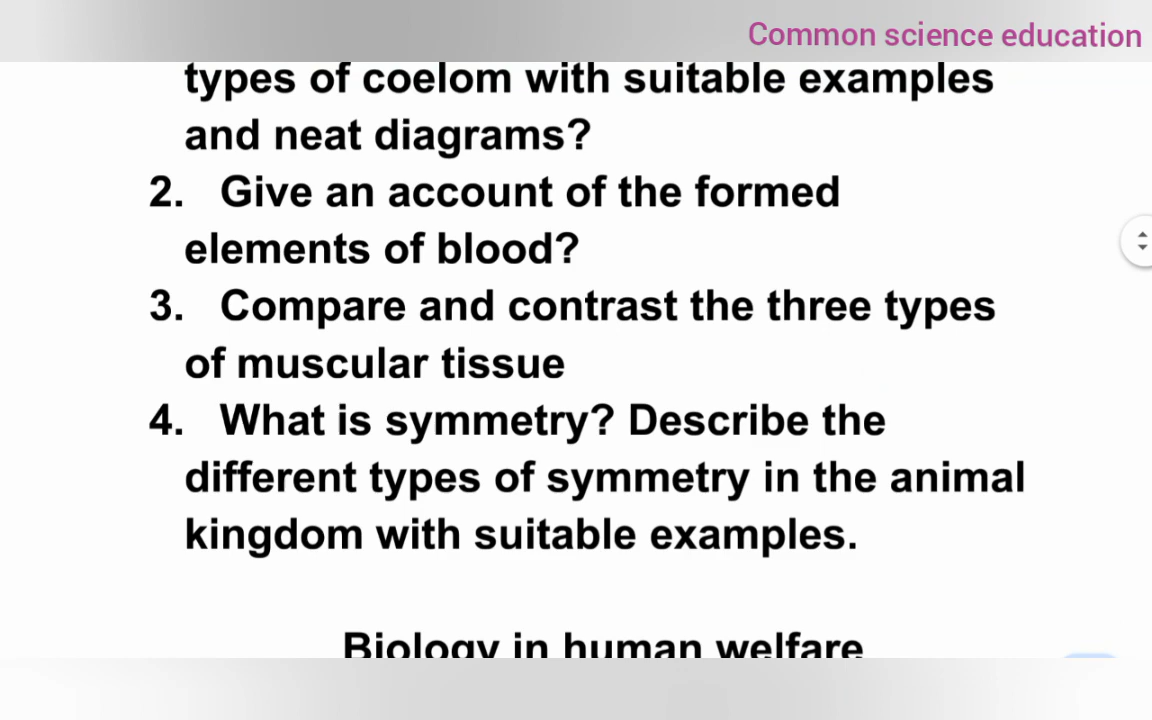 Common science education
types of coelom with suitable examples
and neat diagrams?
2. Give an account of the formed
elements of blood?
3. Compare and contrast the three types
of muscular tissue
4. What is symmetry? Describe the
different types of symmetry in the animal
kingdom with suitable examples.
Biology in human welfare